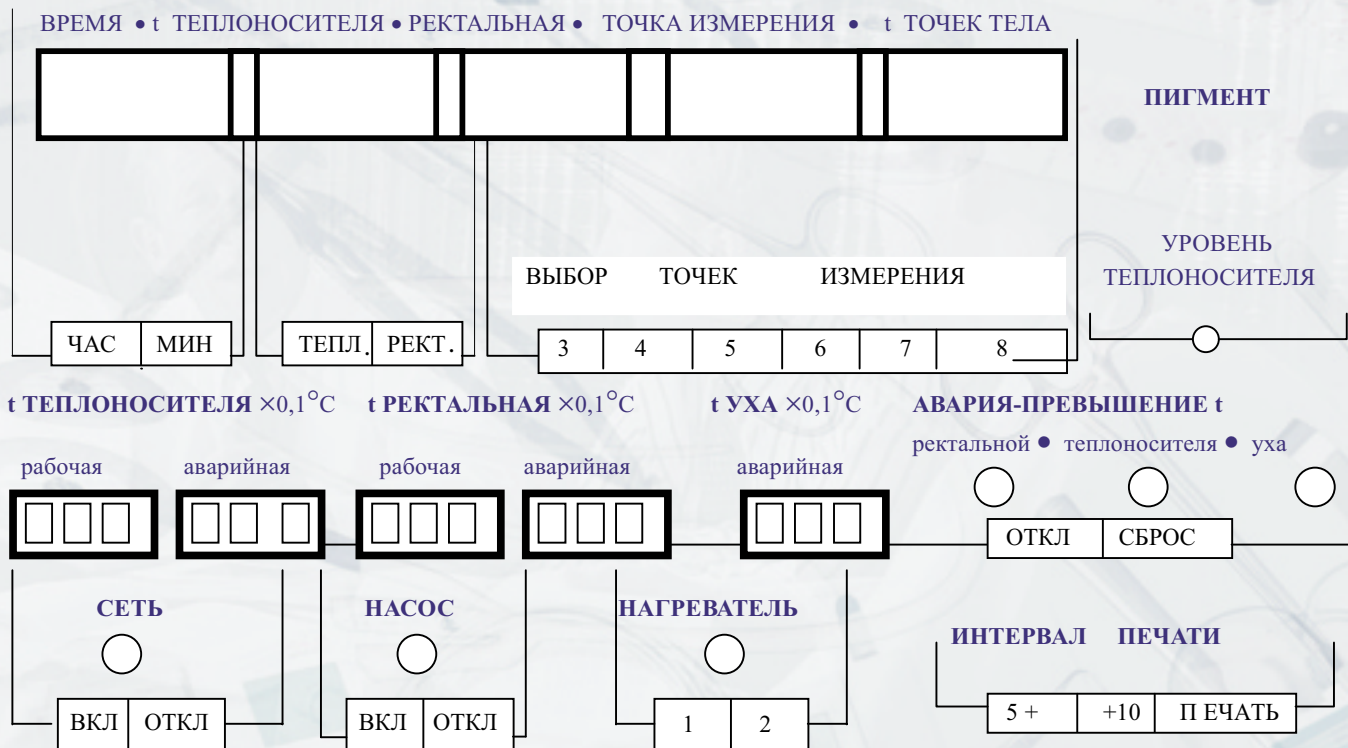 ВРЕМЯ • t ТЕПЛОНОСИТЕЛЯ • РЕКТАЛЬНАЯ • ТОЧКА ИЗМЕРЕНИЯ • t ТОЧЕК ТЕЛА
ПИГМЕНТ
УРОВЕНЬ
ТЕПЛОНОСИТЕЛЯ
ВЫБОР ТОЧЕК ИЗМЕРЕНИЯ
ЧАС МИН ТЕПЛ. РЕКТ. 3 4 5 6 7 8
t ТЕПЛОНОСИТЕЛЯ ×0,1°C t РЕКТАЛЬНАЯ ×0,1°C t УХА ×0,1°C АВАРИЯ-ПРЕВЫШЕНИЕ t
ректальной • теплоносителя • уха
рабочая аварийная рабочая аварийная аварийная
ОТКЛ СБРОС
СЕТЬ НАСОС НАГРЕВАТЕЛЬ
ИНТЕРВАЛ ПЕЧАТИ
ВКЛ ОТКЛ ВКЛ ОТКЛ 1 2 5 + +10 П ЕЧАТЬ